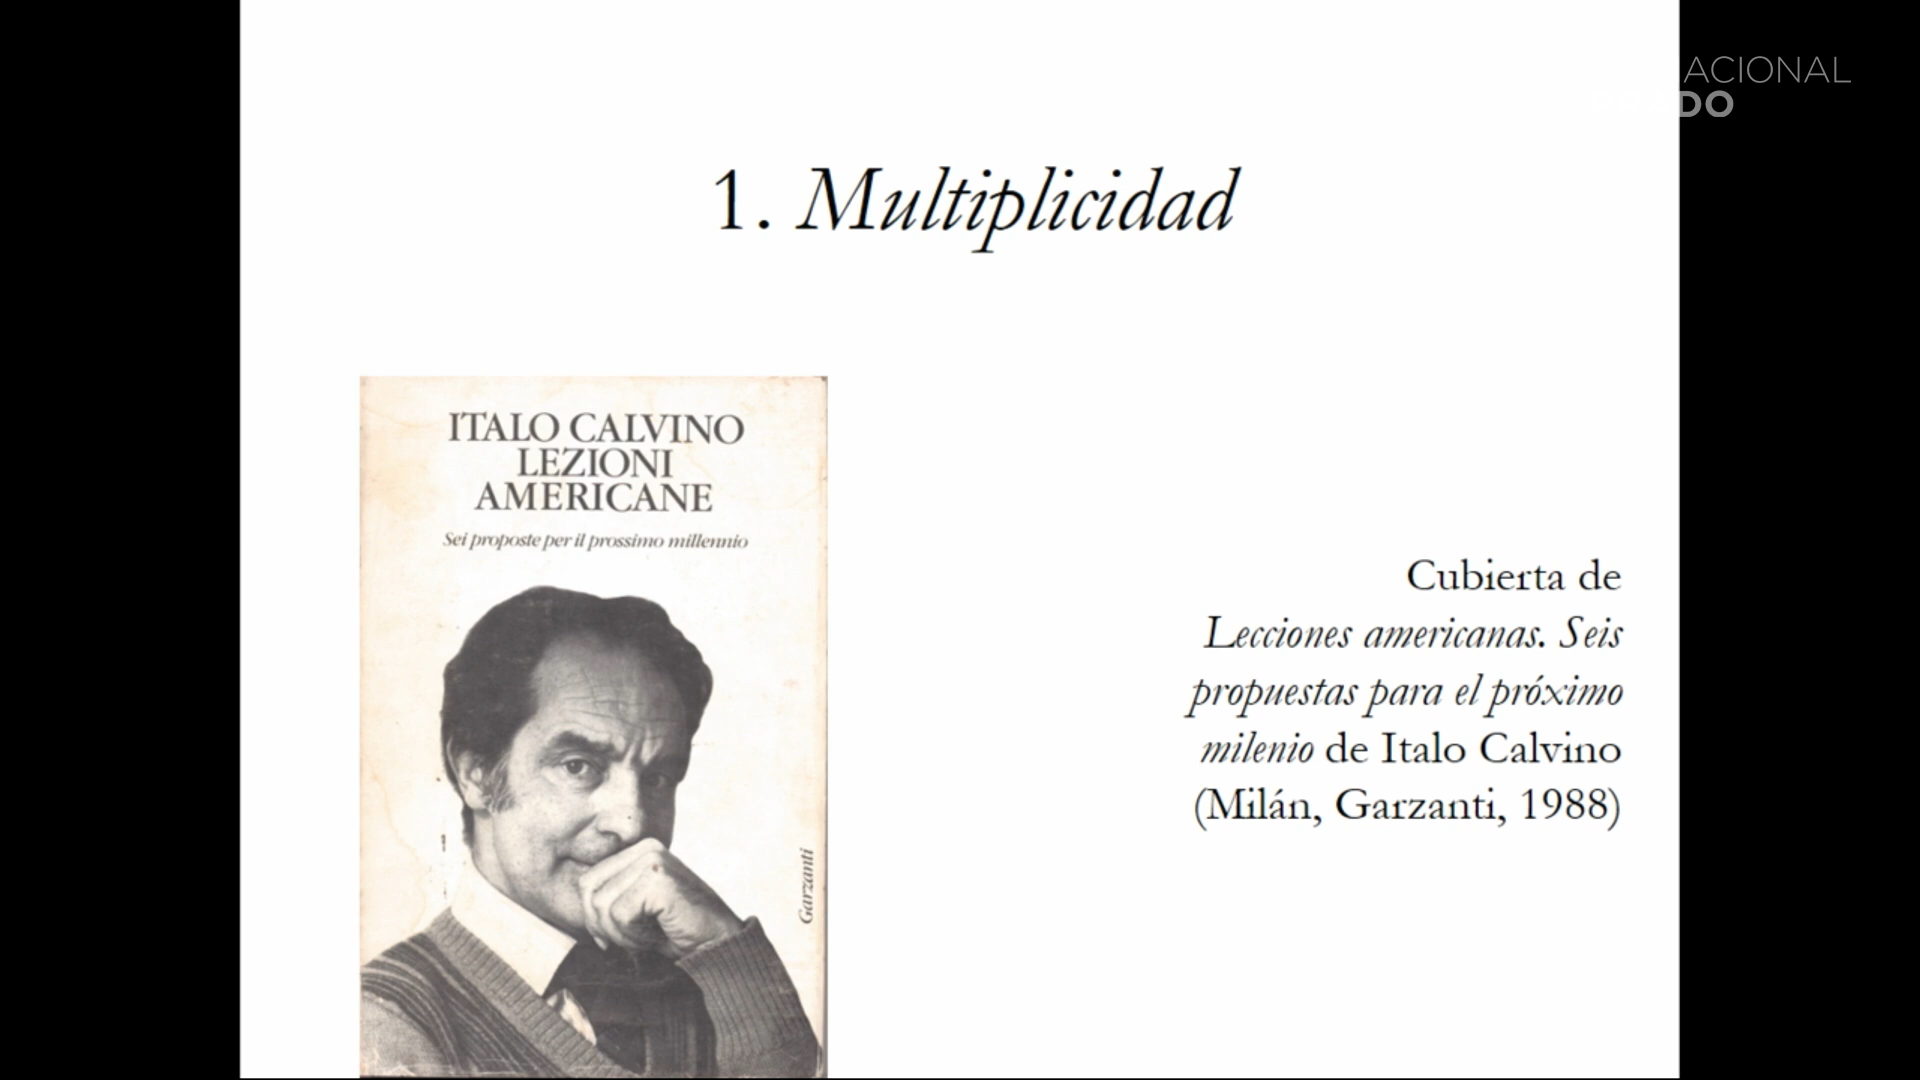 ACIONAL
DO
1. Multiplicidad
ITALO CALVINO
LEZIONI
AMERICANE
Sei proposte per il prossimo millennio
Garzanti
Cubierta de
Lecciones americanas. Seis
propuestas para el próximo
milenio de Italo Calvino
(Milán, Garzanti, 1988)